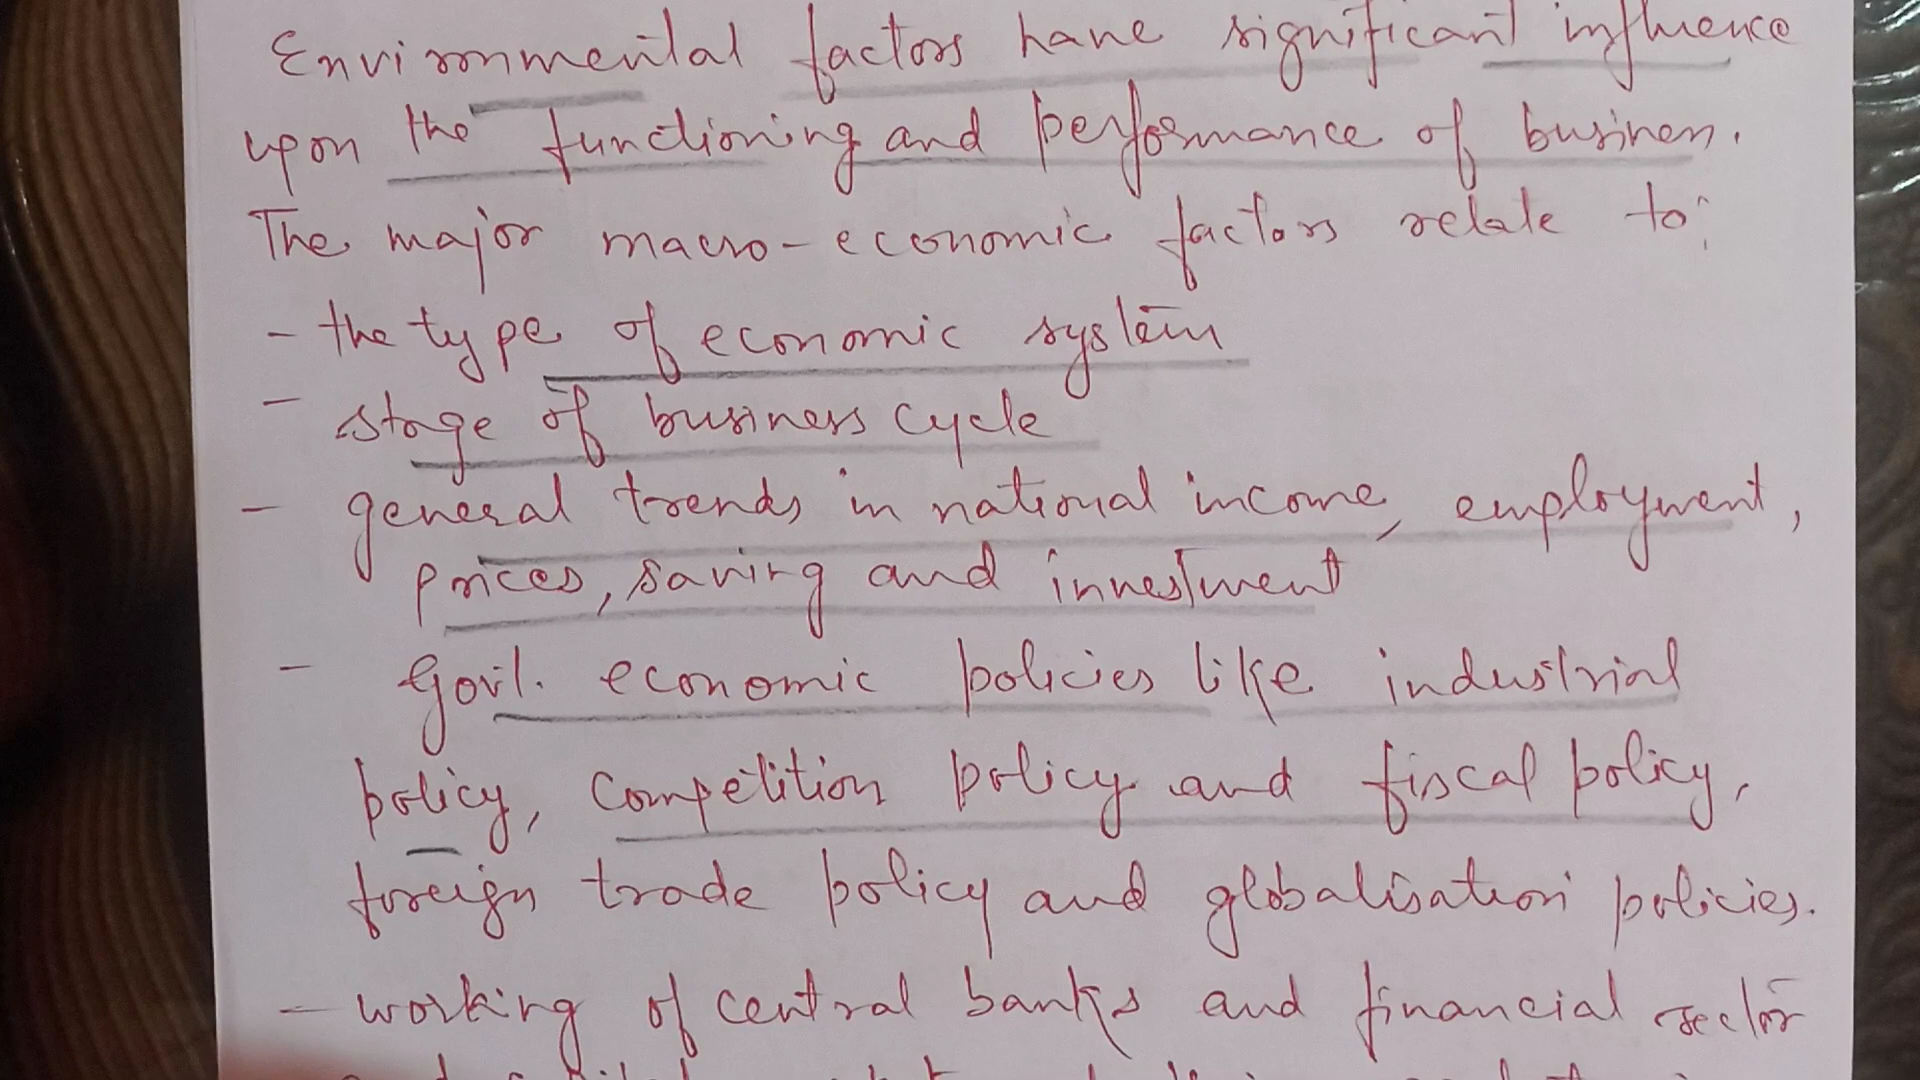 Environmental factors have significant influence
upon the functioning and performance of business.
The major macro-economic factors relate to:
- the type of economic system
- stage of business cycle
- general trends in national income, employment,
prices, saving and investment
- Govt. economic policies like industrial
policy, competition policy and fiscal policy,
foreign trade policy and globalisation policies.
- working of central banks and financial sector